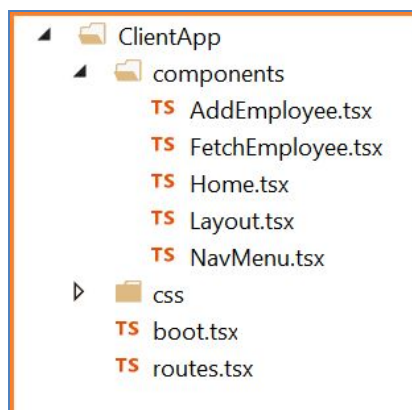 ClientApp
components
TS AddEmployee.tsx
TS FetchEmployee.tsx
TS Home.tsx
TS Layout.tsx
TS NavMenu.tsx
css
TS boot.tsx
TS routes.tsx